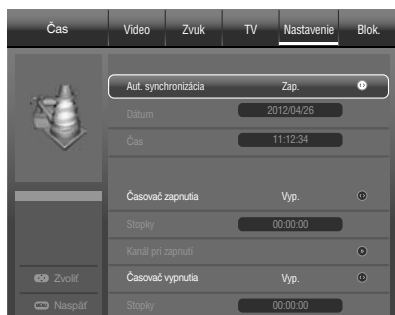 Čas Video Zvuk TV Nastavenie Blok.
Aut. synchronizácia Zap.
Dátum 2012/04/26
Čas 11:12:34
Časovač zapnutia Vyp.
Stopky 00:00:00
Kanál pri zapnutí
Časovač vypnutia Vyp.
Stopky 00:00:00
Zvoliť
Naspäť